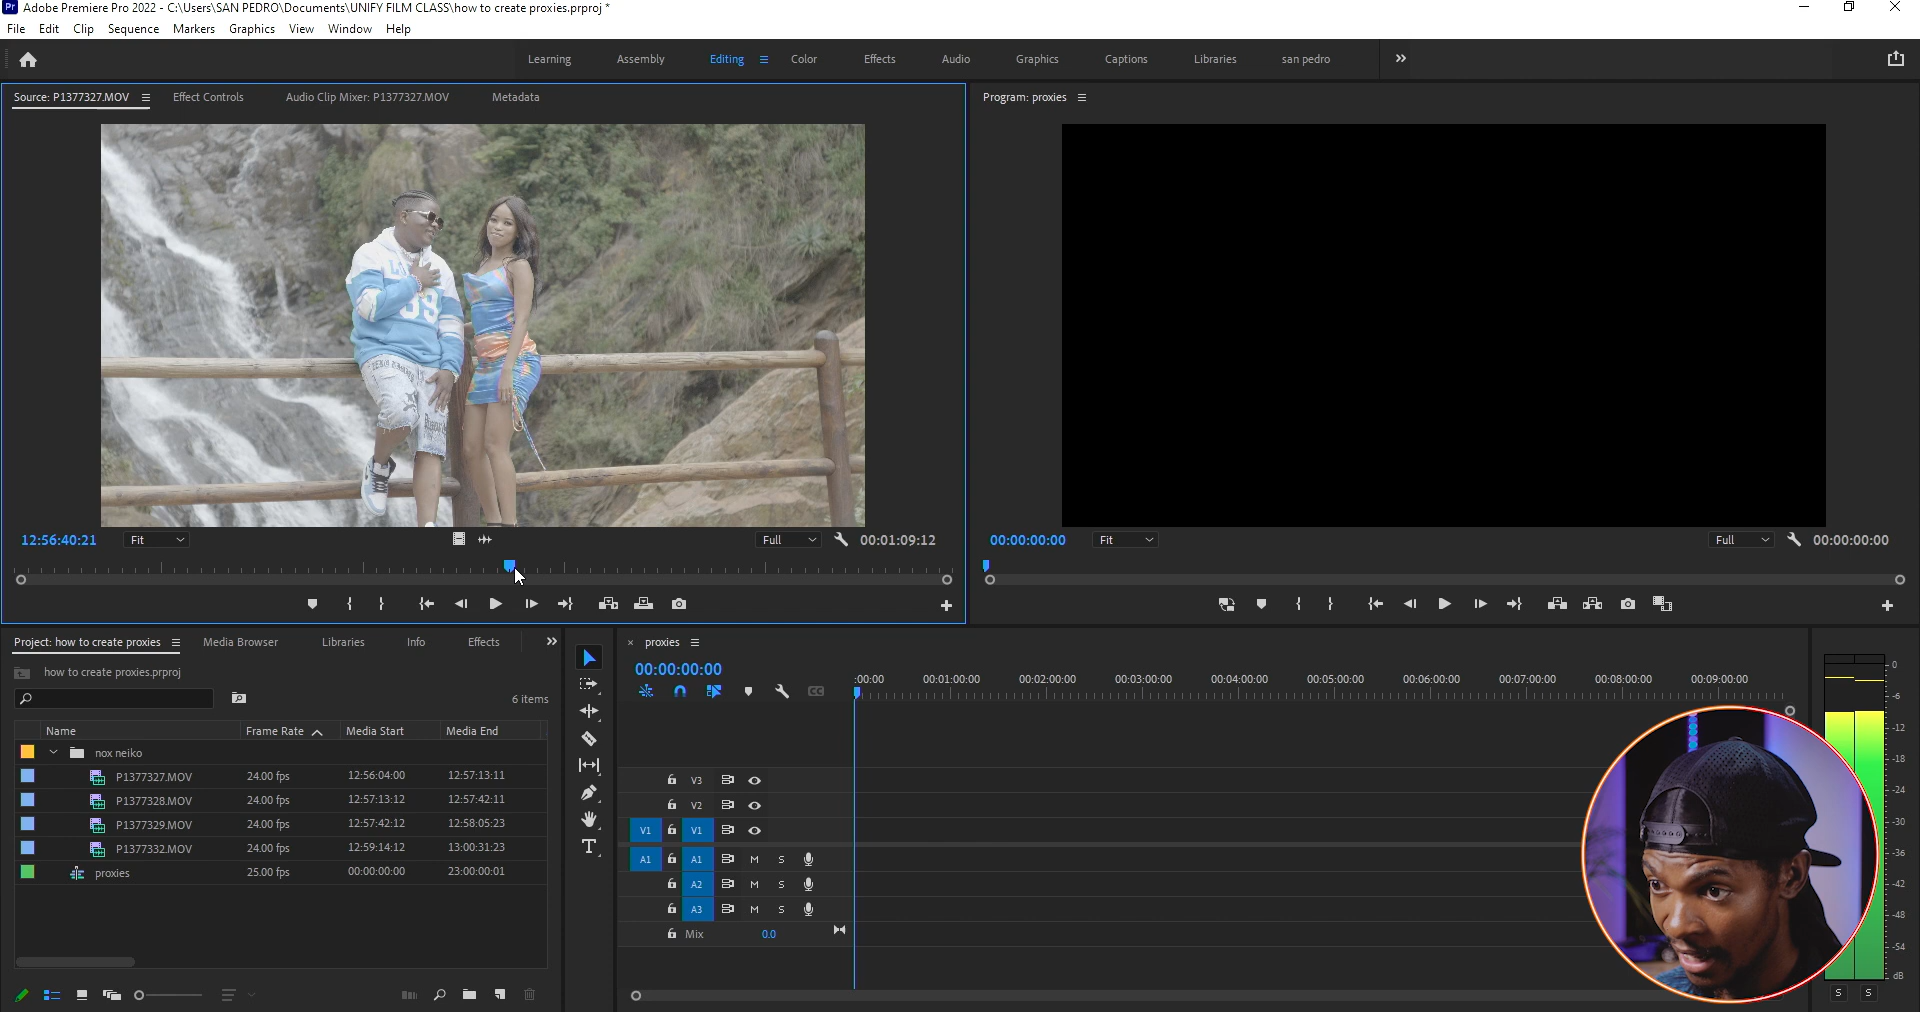 Pr Adobe Premiere Pro 2022 - C:\Users\SAN PEDRO\Documents\UNIFY FILM CLASS\how to create proxies.prproj *
File Edit Clip Sequence Markers Graphics View Window Help
Learning Assembly Editing Color Effects Audio Graphics Captions Libraries san pedro
Source: P1377327.MOV Effect Controls Audio Clip Mixer: P1377327.MOV Metadata
Program: proxies
39
12:56:40:21 Fit Full 00:01:09:12
00:00:00:00 Fit Full 00:00:00:00
Project: how to create proxies Media Browser Libraries Info Effects
how to create proxies.prproj
6 items
Name Frame Rate Media Start Media End
nox neiko
P1377327.MOV 24.00 fps 12:56:04:00 12:57:13:11
P1377328.MOV 24.00 fps 12:57:13:12 12:57:42:11
P1377329.MOV 24.00 fps 12:57:42:12 12:58:05:23
P1377332.MOV 24.00 fps 12:59:14:12 13:00:31:23
proxies 25.00 fps 00:00:00:00 23:00:00:01
T
× proxies
00:00:00:00
:00:00 00:01:00:00 00:02:00:00 00:03:00:00 00:04:00:00 00:05:00:00 00:06:00:00 00:07:00:00 00:08:00:00 00:09:00:00
V3
V2
V1 V1
A1 A1 M S
A2 M S
A3 M S
Mix 0.0
0
-6
-12
-18
-24
-30
-36
-42
-48
-54
dB
S S